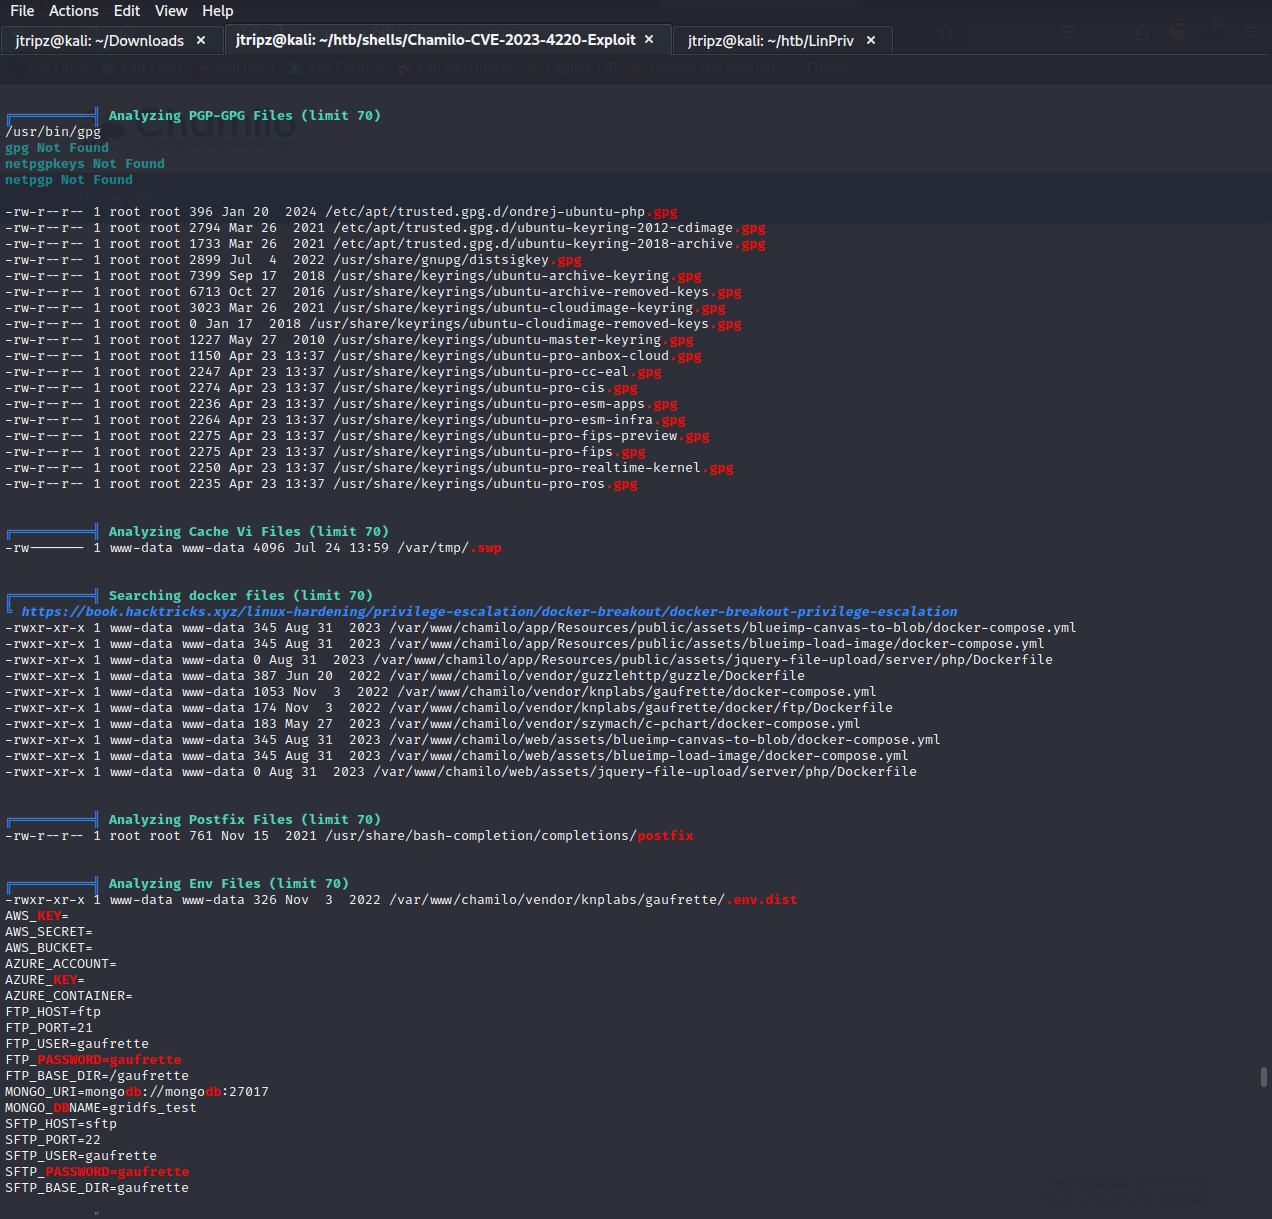 File Actions Edit View Help
jtripz@kali: ~/Downloads × jtripz@kali: ~/htb/shells/Chamilo-CVE-2023-4220-Exploit × jtripz@kali: ~/htb/LinPriv ×
Kali Linux Kali Tools Kali Docs Kali Forums Kali NetHunter Exploit-DB Google Hacking DB OffSec
Chamilo
Homepage
╔══════════╣ Analyzing PGP-GPG Files (limit 70)
/usr/bin/gpg
gpg Not Found
netpgpkeys Not Found
netpgp Not Found
-rw-r--r-- 1 root root 396 Jan 20  2024 /etc/apt/trusted.gpg.d/ondrej-ubuntu-php.gpg
-rw-r--r-- 1 root root 2794 Mar 26  2021 /etc/apt/trusted.gpg.d/ubuntu-keyring-2012-cdimage.gpg
-rw-r--r-- 1 root root 1733 Mar 26  2021 /etc/apt/trusted.gpg.d/ubuntu-keyring-2018-archive.gpg
-rw-r--r-- 1 root root 2899 Jul  4  2022 /usr/share/gnupg/distsigkey.gpg
-rw-r--r-- 1 root root 7399 Sep 17  2018 /usr/share/keyrings/ubuntu-archive-keyring.gpg
-rw-r--r-- 1 root root 6713 Oct 27  2016 /usr/share/keyrings/ubuntu-archive-removed-keys.gpg
-rw-r--r-- 1 root root 3023 Mar 26  2021 /usr/share/keyrings/ubuntu-cloudimage-keyring.gpg
-rw-r--r-- 1 root root 0 Jan 17  2018 /usr/share/keyrings/ubuntu-cloudimage-removed-keys.gpg
-rw-r--r-- 1 root root 1227 May 27  2010 /usr/share/keyrings/ubuntu-master-keyring.gpg
-rw-r--r-- 1 root root 1150 Apr 23 13:37 /usr/share/keyrings/ubuntu-pro-anbox-cloud.gpg
-rw-r--r-- 1 root root 2247 Apr 23 13:37 /usr/share/keyrings/ubuntu-pro-cc-eal.gpg
-rw-r--r-- 1 root root 2274 Apr 23 13:37 /usr/share/keyrings/ubuntu-pro-cis.gpg
-rw-r--r-- 1 root root 2236 Apr 23 13:37 /usr/share/keyrings/ubuntu-pro-esm-apps.gpg
-rw-r--r-- 1 root root 2264 Apr 23 13:37 /usr/share/keyrings/ubuntu-pro-esm-infra.gpg
-rw-r--r-- 1 root root 2275 Apr 23 13:37 /usr/share/keyrings/ubuntu-pro-fips-preview.gpg
-rw-r--r-- 1 root root 2275 Apr 23 13:37 /usr/share/keyrings/ubuntu-pro-fips.gpg
-rw-r--r-- 1 root root 2250 Apr 23 13:37 /usr/share/keyrings/ubuntu-pro-realtime-kernel.gpg
-rw-r--r-- 1 root root 2235 Apr 23 13:37 /usr/share/keyrings/ubuntu-pro-ros.gpg
╔══════════╣ Analyzing Cache Vi Files (limit 70)
-rw------- 1 www-data www-data 4096 Jul 24 13:59 /var/tmp/.swp
╔══════════╣ Searching docker files (limit 70)
╚ https://book.hacktricks.xyz/linux-hardening/privilege-escalation/docker-breakout/docker-breakout-privilege-escalation
-rwxr-xr-x 1 www-data www-data 345 Aug 31  2023 /var/www/chamilo/app/Resources/public/assets/blueimp-canvas-to-blob/docker-compose.yml
-rwxr-xr-x 1 www-data www-data 345 Aug 31  2023 /var/www/chamilo/app/Resources/public/assets/blueimp-load-image/docker-compose.yml
-rwxr-xr-x 1 www-data www-data 0 Aug 31  2023 /var/www/chamilo/app/Resources/public/assets/jquery-file-upload/server/php/Dockerfile
-rwxr-xr-x 1 www-data www-data 387 Jun 20  2022 /var/www/chamilo/vendor/guzzlehttp/guzzle/Dockerfile
-rwxr-xr-x 1 www-data www-data 1053 Nov  3  2022 /var/www/chamilo/vendor/knplabs/gaufrette/docker-compose.yml
-rwxr-xr-x 1 www-data www-data 174 Nov  3  2022 /var/www/chamilo/vendor/knplabs/gaufrette/docker/ftp/Dockerfile
-rwxr-xr-x 1 www-data www-data 183 May 27  2023 /var/www/chamilo/vendor/szymach/c-pchart/docker-compose.yml
-rwxr-xr-x 1 www-data www-data 345 Aug 31  2023 /var/www/chamilo/web/assets/blueimp-canvas-to-blob/docker-compose.yml
-rwxr-xr-x 1 www-data www-data 345 Aug 31  2023 /var/www/chamilo/web/assets/blueimp-load-image/docker-compose.yml
-rwxr-xr-x 1 www-data www-data 0 Aug 31  2023 /var/www/chamilo/web/assets/jquery-file-upload/server/php/Dockerfile
╔══════════╣ Analyzing Postfix Files (limit 70)
-rw-r--r-- 1 root root 761 Nov 15  2021 /usr/share/bash-completion/completions/postfix
╔══════════╣ Analyzing Env Files (limit 70)
-rwxr-xr-x 1 www-data www-data 326 Nov  3  2022 /var/www/chamilo/vendor/knplabs/gaufrette/.env.dist
AWS_KEY=
AWS_SECRET=
AWS_BUCKET=
AZURE_ACCOUNT=
AZURE_KEY=
AZURE_CONTAINER=
FTP_HOST=ftp
FTP_PORT=21
FTP_USER=gaufrette
FTP_PASSWORD=gaufrette
FTP_BASE_DIR=/gaufrette
MONGO_URI=mongodb://mongodb:27017
MONGO_DBNAME=gridfs_test
SFTP_HOST=sftp
SFTP_PORT=22
SFTP_USER=gaufrette
SFTP_PASSWORD=gaufrette
SFTP_BASE_DIR=gaufrette
Administrator
Powered by Chamilo © 2024